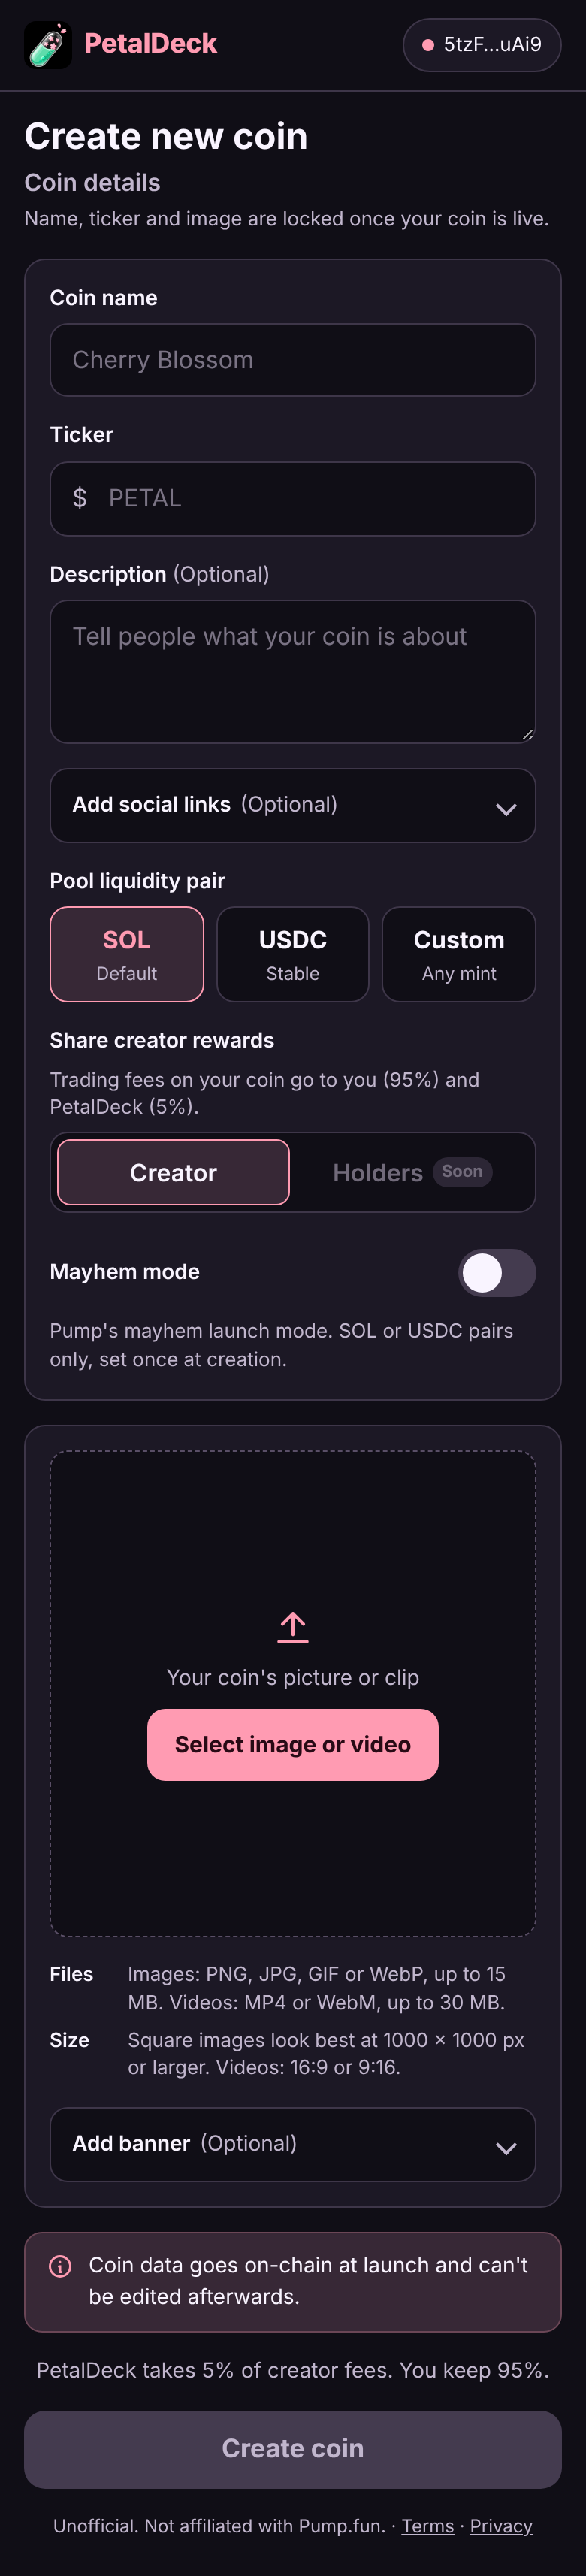 PetalDeck
5tzF...uAi9
Create new coin
Coin details
Name, ticker and image are locked once your coin is live.
Coin name
Cherry Blossom
Ticker
$ PETAL
Description (Optional)
Tell people what your coin is about
Add social links (Optional)
Pool liquidity pair
SOL
Default
USDC
Stable
Custom
Any mint
Share creator rewards
Trading fees on your coin go to you (95%) and
PetalDeck (5%).
Creator
Holders Soon
Mayhem mode
Pump's mayhem launch mode. SOL or USDC pairs
only, set once at creation.
Your coin's picture or clip
Select image or video
Files Images: PNG, JPG, GIF or WebP, up to 15
MB. Videos: MP4 or WebM, up to 30 MB.
Size Square images look best at 1000 × 1000 px
or larger. Videos: 16:9 or 9:16.
Add banner (Optional)
Coin data goes on-chain at launch and can't
be edited afterwards.
PetalDeck takes 5% of creator fees. You keep 95%.
Create coin
Unofficial. Not affiliated with Pump.fun. · Terms · Privacy